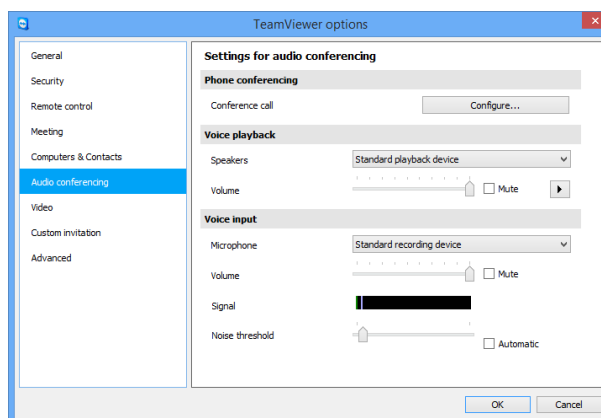 TeamViewer options
General
Security
Remote control
Meeting
Computers & Contacts
Audio conferencing
Video
Custom invitation
Advanced
Settings for audio conferencing
Phone conferencing
Conference call Configure...
Voice playback
Speakers Standard playback device
Volume Mute
Voice input
Microphone Standard recording device
Volume Mute
Signal
Noise threshold Automatic
OK Cancel